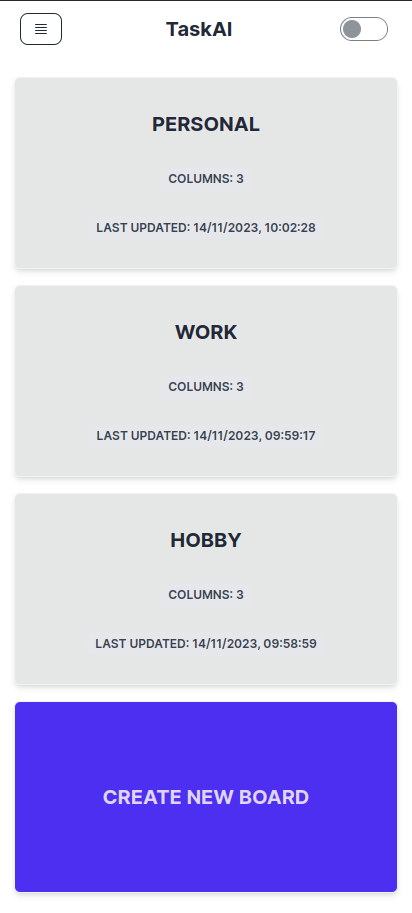 TaskAI
PERSONAL
COLUMNS: 3
LAST UPDATED: 14/11/2023, 10:02:28
WORK
COLUMNS: 3
LAST UPDATED: 14/11/2023, 09:59:17
HOBBY
COLUMNS: 3
LAST UPDATED: 14/11/2023, 09:58:59
CREATE NEW BOARD